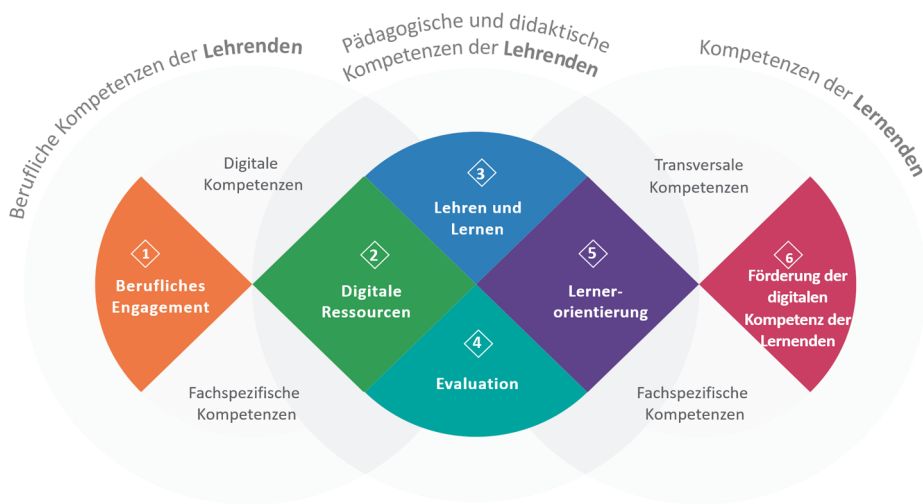 Berufliche Kompetenzen der Lehrenden
Pädagogische und didaktische
Kompetenzen der Lehrenden
Kompetenzen der Lernenden
Digitale
Kompetenzen
Transversale
Kompetenzen
1
Berufliches
Engagement
2
Digitale
Ressourcen
3
Lehren und
Lernen
4
Evaluation
5
Lerner-
orientierung
6
Förderung der
digitalen
Kompetenz der
Lernenden
Fachspezifische
Kompetenzen
Fachspezifische
Kompetenzen